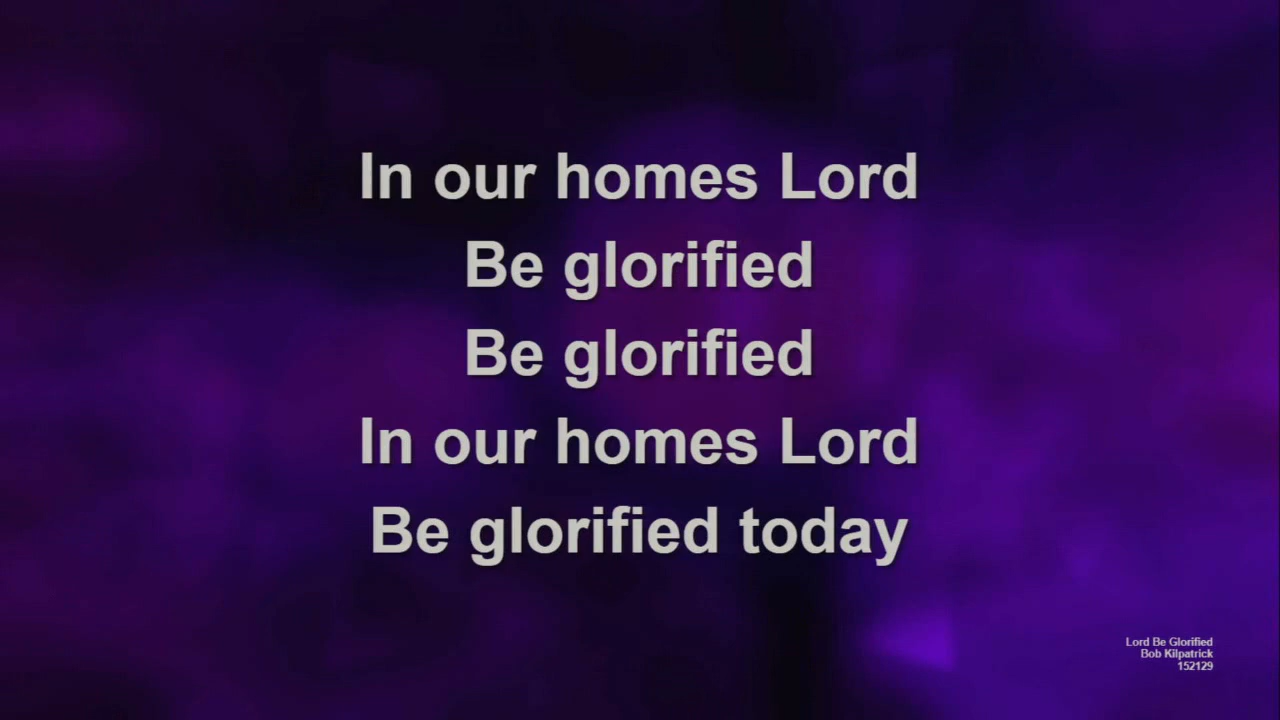 In our homes Lord
Be glorified
Be glorified
In our homes Lord
Be glorified today
Lord Be Glorified
Bob Kilpatrick
152129